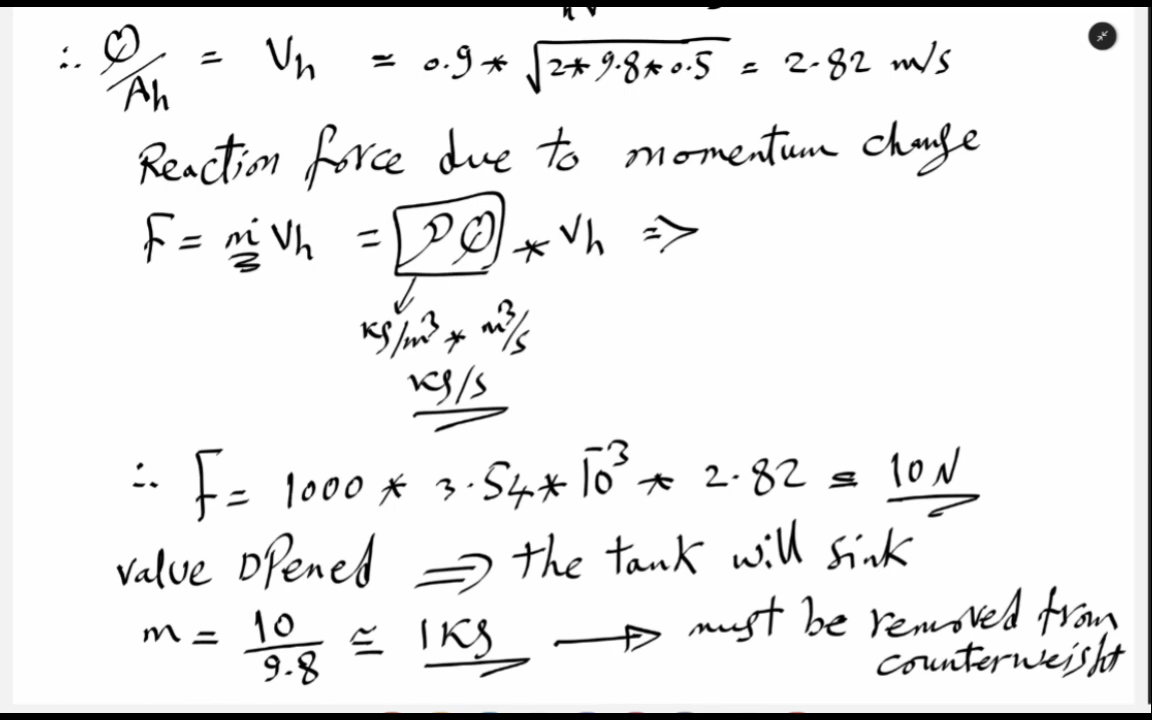 ∴ Q/Ah = Vh = 0.9 * √2*9.8*0.5 = 2.82 m/s
Reaction force due to momentum change
F = ṁ Vh = ρQ * Vh ⇒
kg/m³ * m³/s
kg/s
∴ F = 1000 * 3.54 * 10⁻³ * 2.82 = 10 N
value opened ⇒ the tank will sink
m = 10/9.8 ≅ 1 kg → must be removed from
counterweight